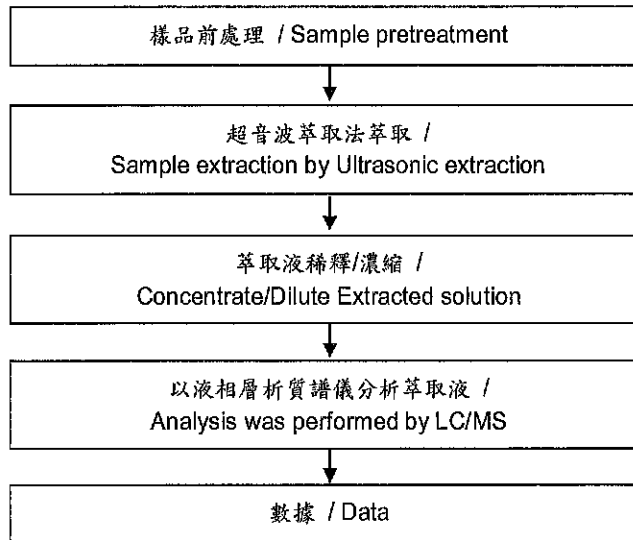 樣品前處理 / Sample pretreatment
超音波萃取法萃取 /
Sample extraction by Ultrasonic extraction
萃取液稀釋/濃縮 /
Concentrate/Dilute Extracted solution
以液相層析質譜儀分析萃取液 /
Analysis was performed by LC/MS
數據 / Data